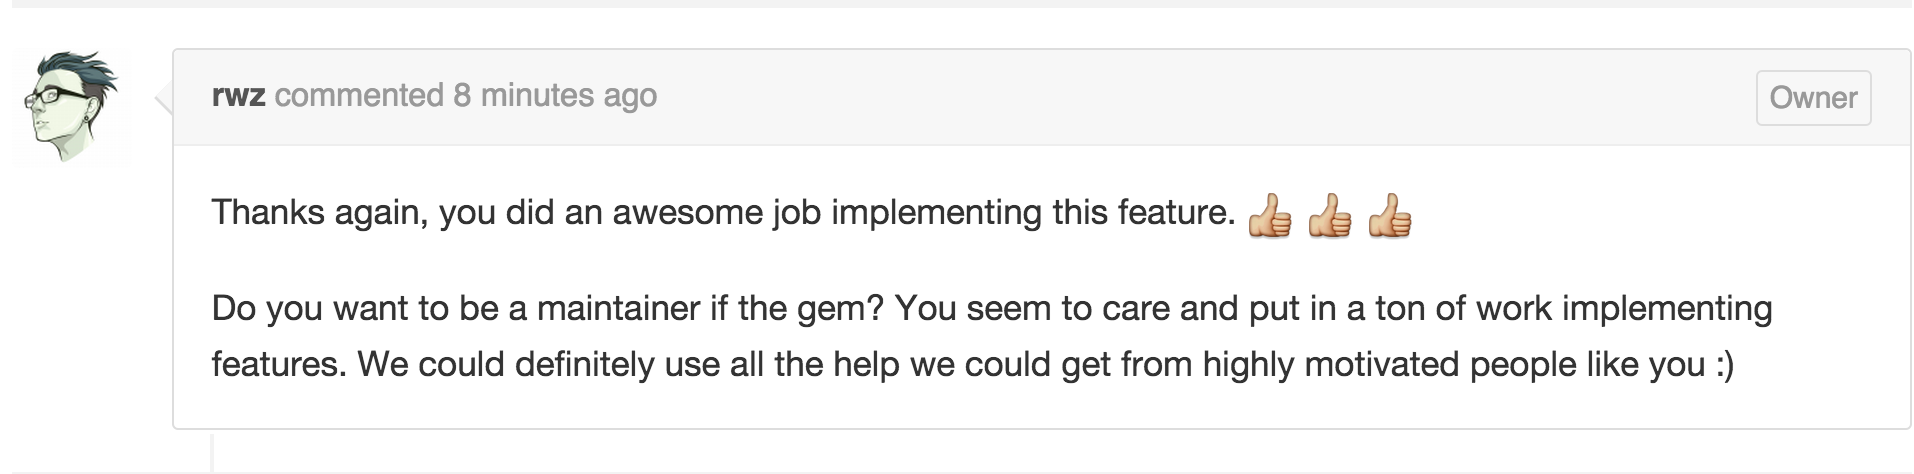 rwz commented 8 minutes ago
Owner
Thanks again, you did an awesome job implementing this feature. 👍 👍 👍
Do you want to be a maintainer if the gem? You seem to care and put in a ton of work implementing
features. We could definitely use all the help we could get from highly motivated people like you :)